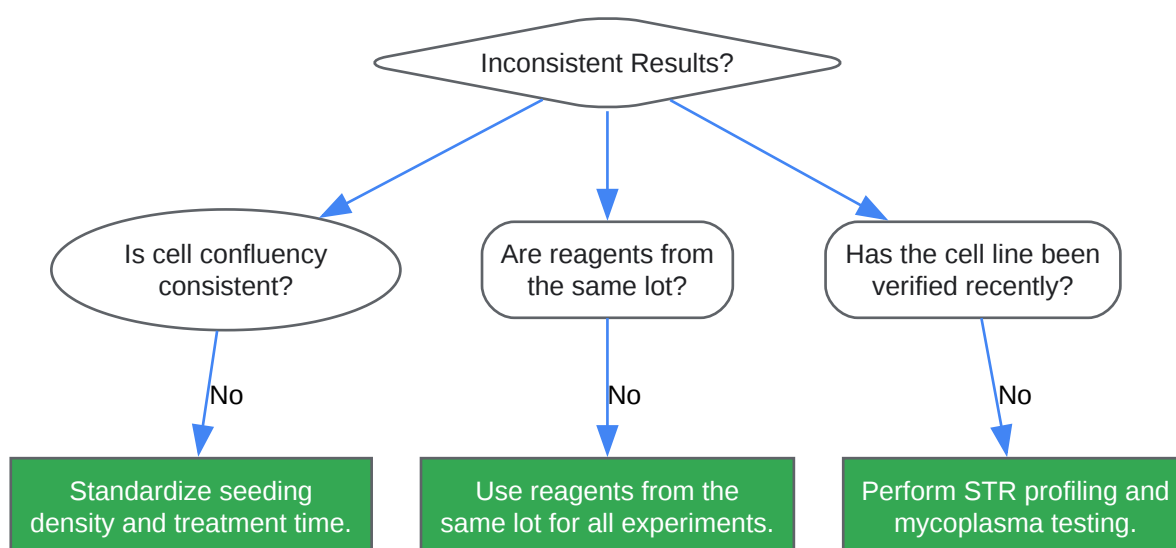 Inconsistent Results?
Is cell confluency
consistent?
Are reagents from
the same lot?
Has the cell line been
verified recently?
No
No
No
Standardize seeding
density and treatment time.
Use reagents from the
same lot for all experiments.
Perform STR profiling and
mycoplasma testing.